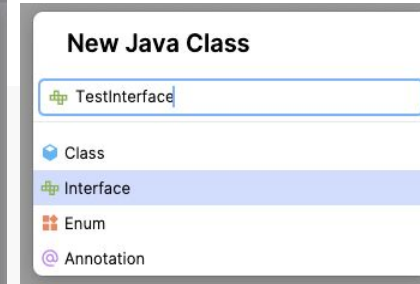 New Java Class
TestInterface
Class
Interface
Enum
Annotation